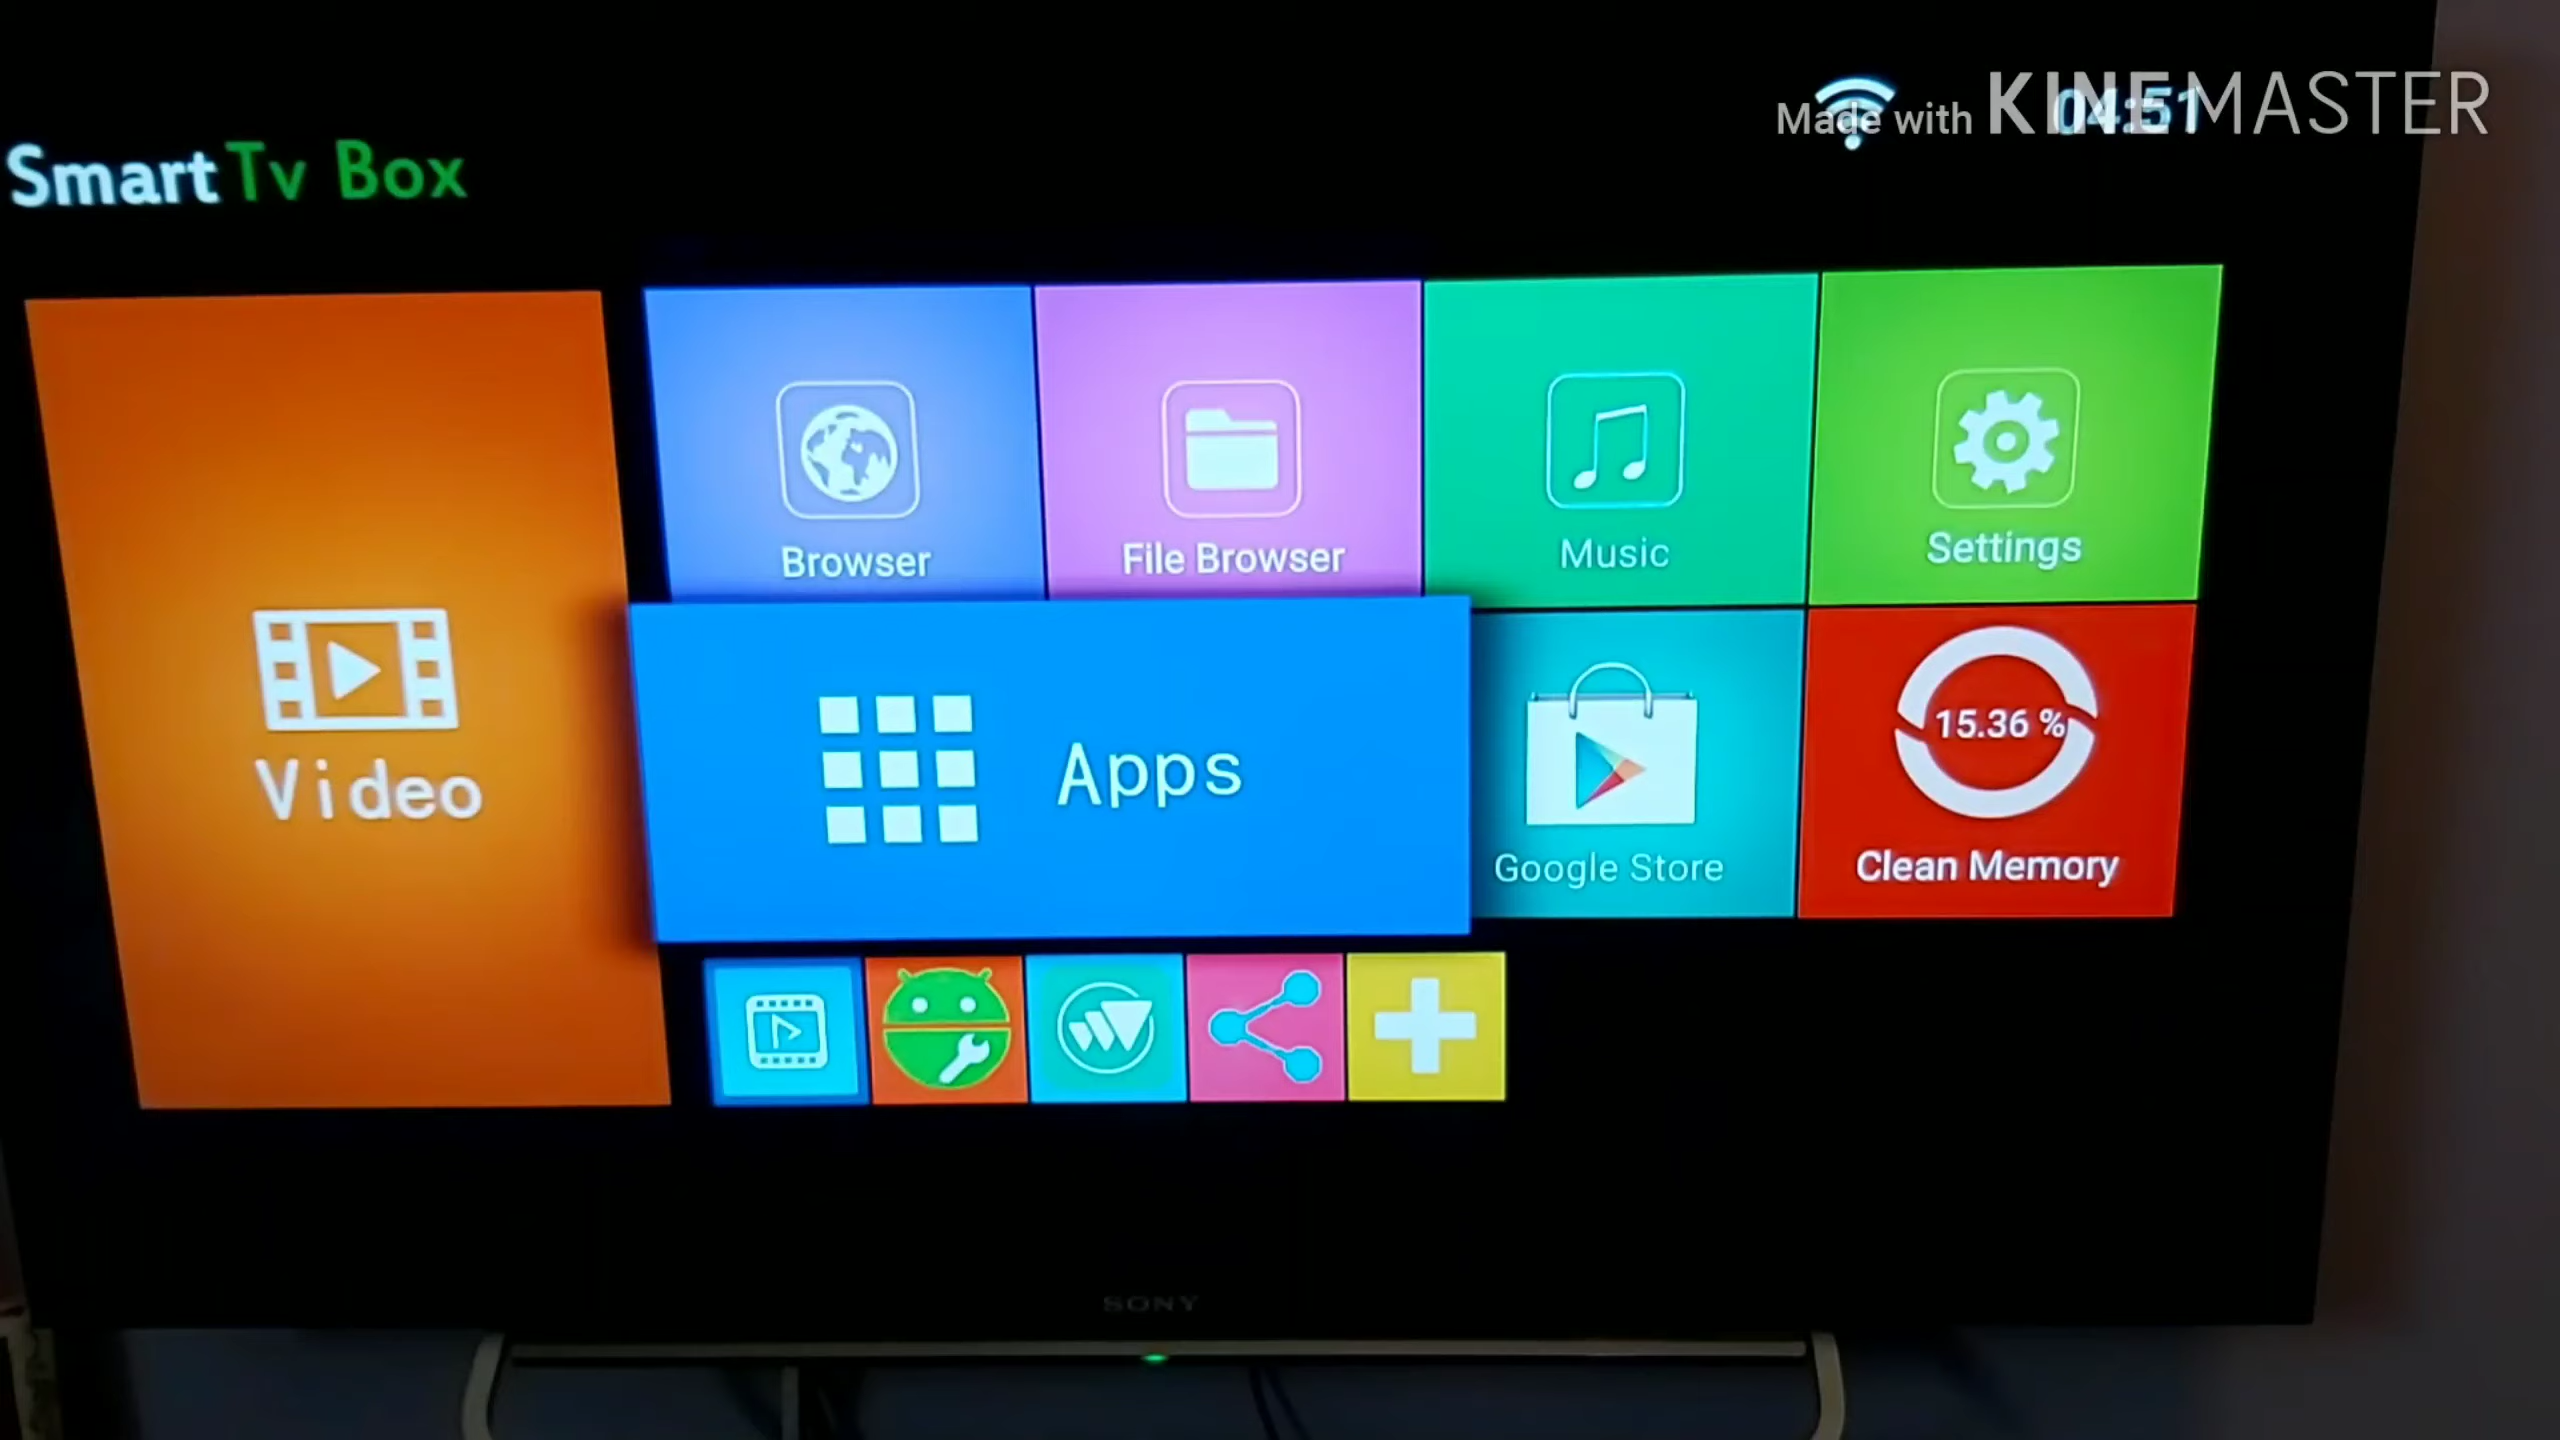 Made with KINEMASTER
04:51
Smart Tv Box
Browser
File Browser
Music
Settings
Video
Apps
Google Store
15.36 %
Clean Memory
SONY